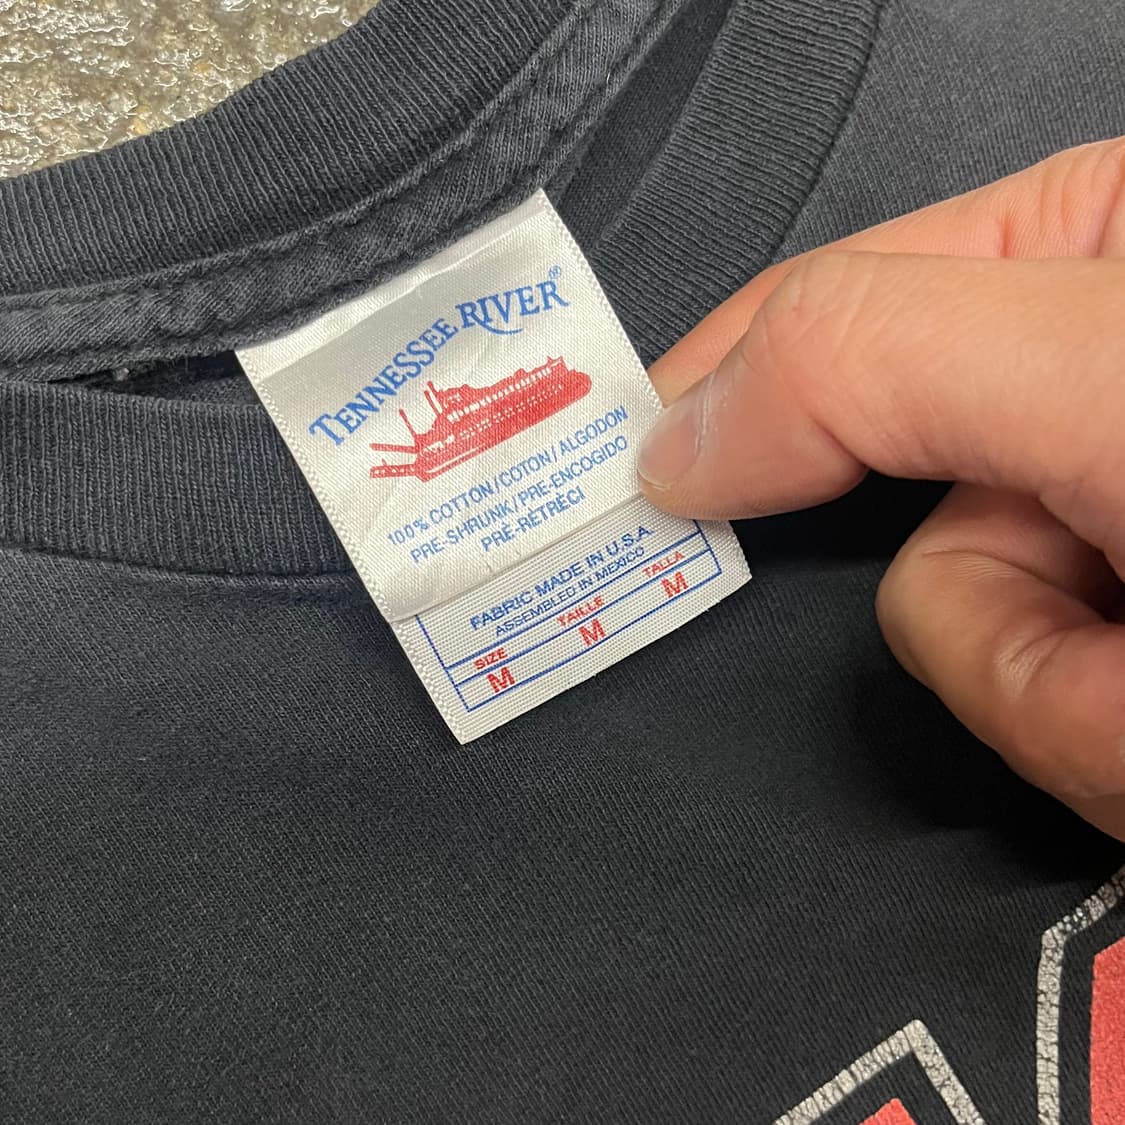 TENNESSEE RIVER®
100% COTTON/COTON/ALGODON
PRE-SHRUNK/PRE-ENCOGIDO
PRÉ-RÉTRÉCI
FABRIC MADE IN U.S.A.
ASSEMBLED IN MEXICO
SIZE TAILLE TALLA
M M M